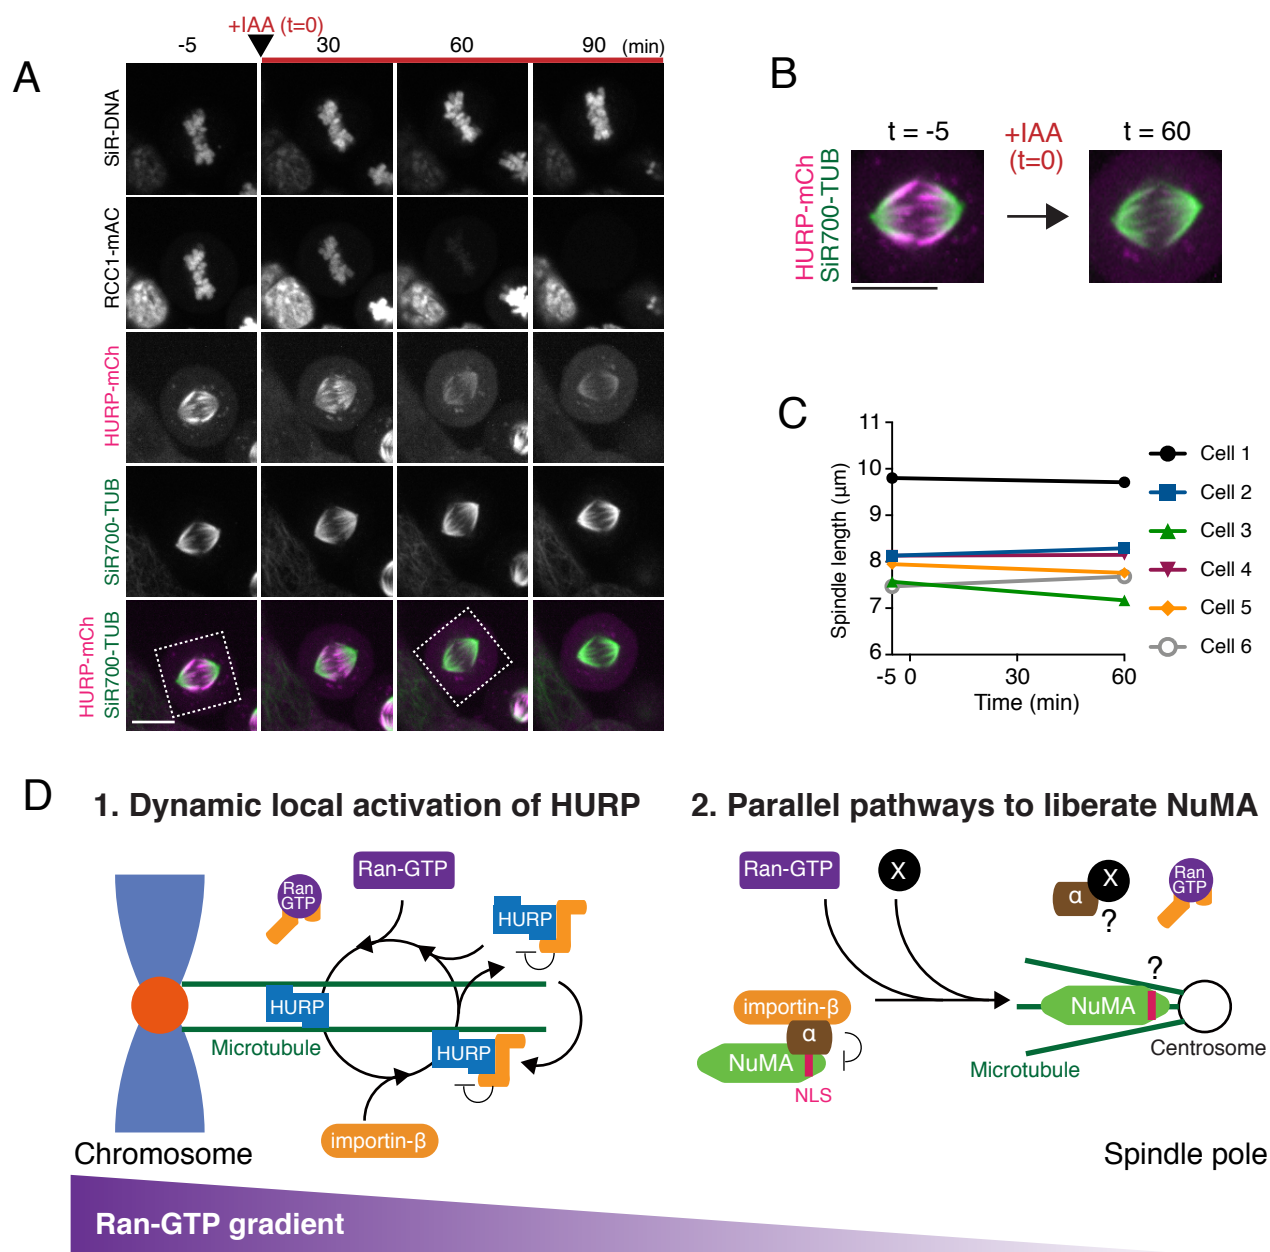 A
+IAA (t=0)
-5
30
60
90
(min)
SiR-DNA
RCC1-mAC
HURP-mCh
SiR700-TUB
HURP-mCh
SiR700-TUB
B
t = -5
+IAA
(t=0)
t = 60
HURP-mCh
SiR700-TUB
C
11
10
9
8
7
6
Spindle length (µm)
-5
0
30
60
Time (min)
Cell 1
Cell 2
Cell 3
Cell 4
Cell 5
Cell 6
D
1. Dynamic local activation of HURP
Ran-GTP
Ran
GTP
HURP
HURP
HURP
Microtubule
importin-β
Chromosome
2. Parallel pathways to liberate NuMA
Ran-GTP
X
α
X
?
Ran
GTP
importin-β
α
NuMA
NLS
?
NuMA
Centrosome
Microtubule
Spindle pole
Ran-GTP gradient